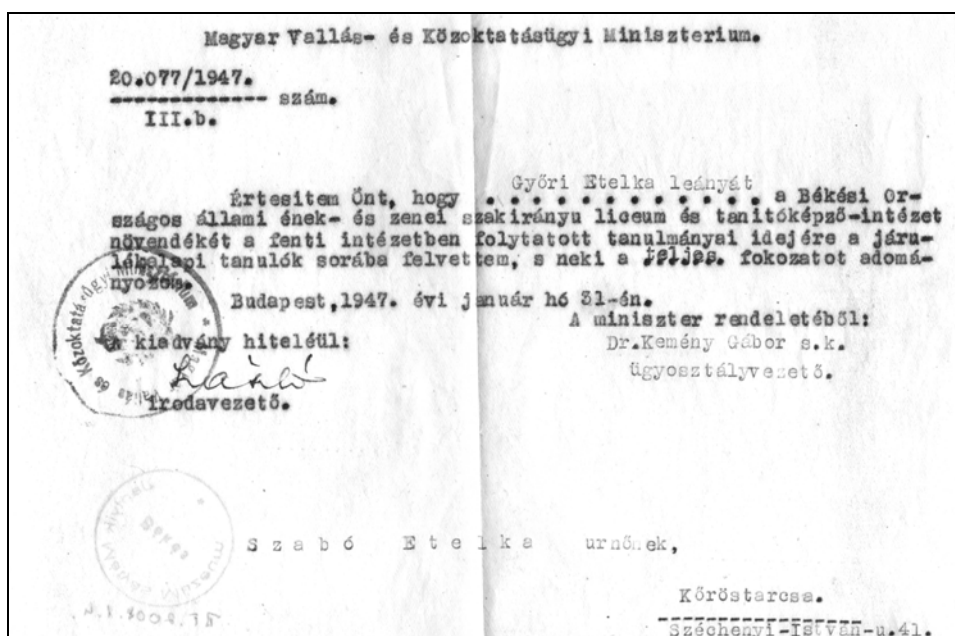 Magyar Vallás- és Közoktatásügyi Miniszterium.
20.077/1947.
------------- szám.
III.b.
Győri Etelka leányát
Értesitem Önt, hogy . . . . . . . . . . . . a Békési Or-
szágos állami ének- és zenei szakirányu liceum és tanitóképző-intézet
növendékét a fenti intézetben folytatott tanulmányai idejére a járu-
lékalapi tanulók sorába felvettem, s neki a teljes. fokozatot adomá-
nyozom.
Budapest,1947. évi január hó 31-én.
A miniszter rendeletéből:
A kiadvány hiteléül:
Dr.Kemény Gábor s.k.
László
ügyosztályvezető.
irodavezető.
Szabó Etelka urnőnek,
Kőröstarcsa.
Széchenyi-István-u.41.